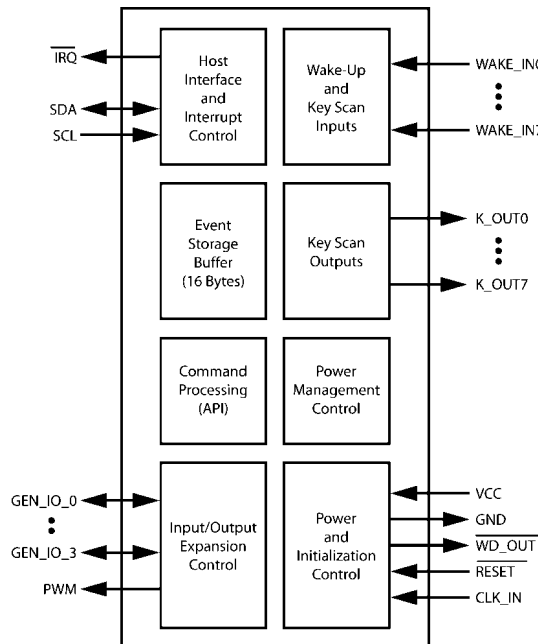 IRQ
Host
Interface
and
Interrupt
Control
SDA
SCL
Wake-Up
and
Key Scan
Inputs
WAKE_IN0
WAKE_IN7
Event
Storage
Buffer
(16 Bytes)
Key Scan
Outputs
K_OUT0
K_OUT7
Command
Processing
(API)
Power
Management
Control
GEN_IO_0
GEN_IO_3
PWM
Input/Output
Expansion
Control
Power
and
Initialization
Control
VCC
GND
WD_OUT
RESET
CLK_IN